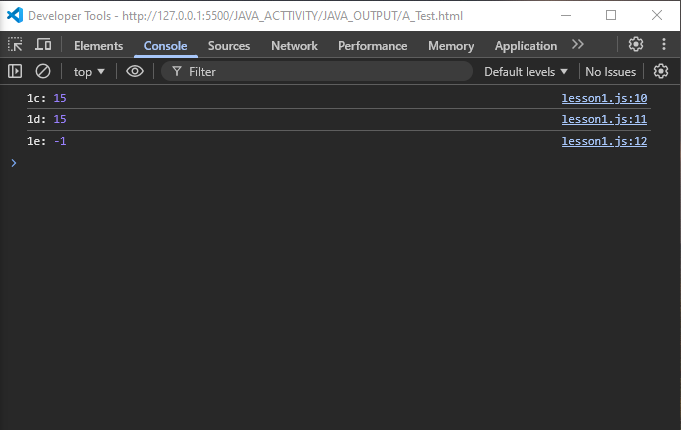 Developer Tools - http://127.0.0.1:5500/JAVA_ACTTIVITY/JAVA_OUTPUT/A_Test.html
Elements Console Sources Network Performance Memory Application
top Filter Default levels No Issues
1c: 15 lesson1.js:10
1d: 15 lesson1.js:11
1e: -1 lesson1.js:12